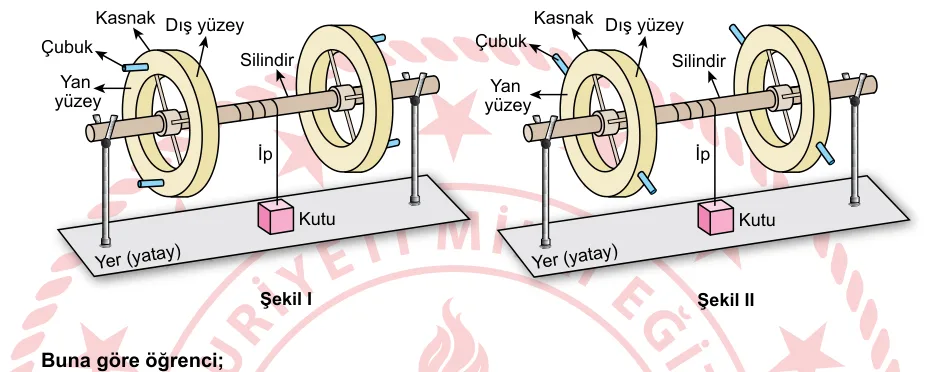 Kasnak
Dış yüzey
Çubuk
Silindir
Yan
yüzey
İp
Kutu
Yer (yatay)
Şekil I
Kasnak
Dış yüzey
Çubuk
Silindir
Yan
yüzey
İp
Kutu
Yer (yatay)
Şekil II
Buna göre öğrenci;